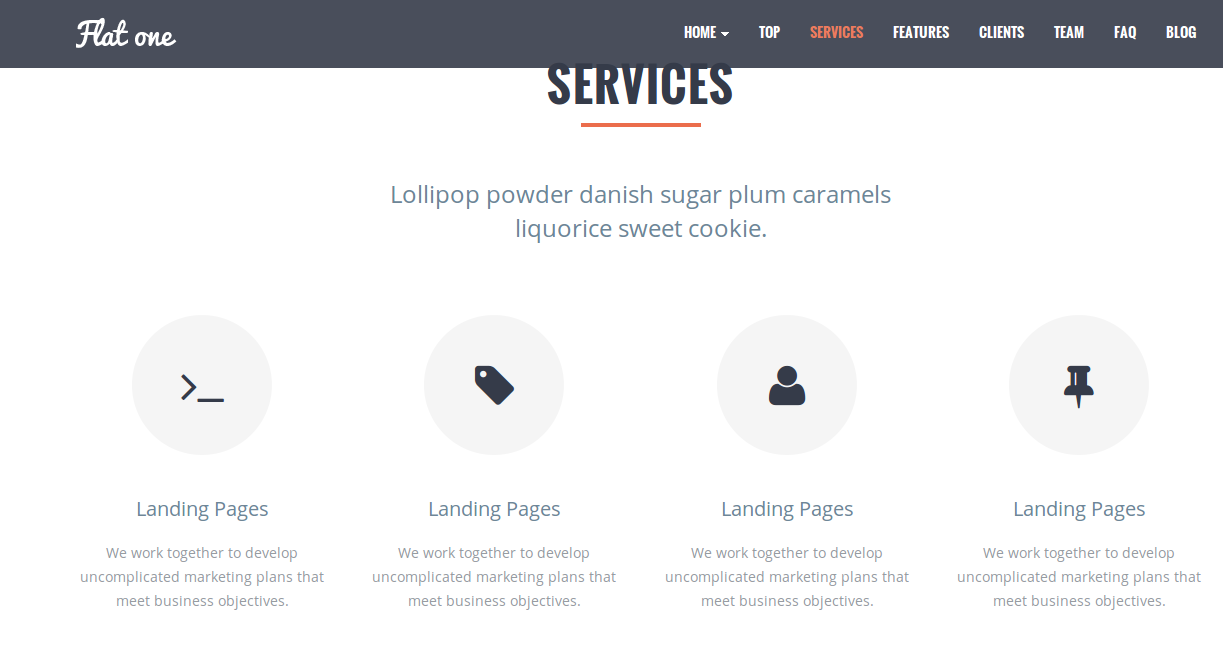 Flat one
HOME TOP SERVICES FEATURES CLIENTS TEAM FAQ BLOG
SERVICES
Lollipop powder danish sugar plum caramels
liquorice sweet cookie.
Landing Pages Landing Pages Landing Pages Landing Pages
We work together to develop
uncomplicated marketing plans that
meet business objectives.
We work together to develop
uncomplicated marketing plans that
meet business objectives.
We work together to develop
uncomplicated marketing plans that
meet business objectives.
We work together to develop
uncomplicated marketing plans that
meet business objectives.